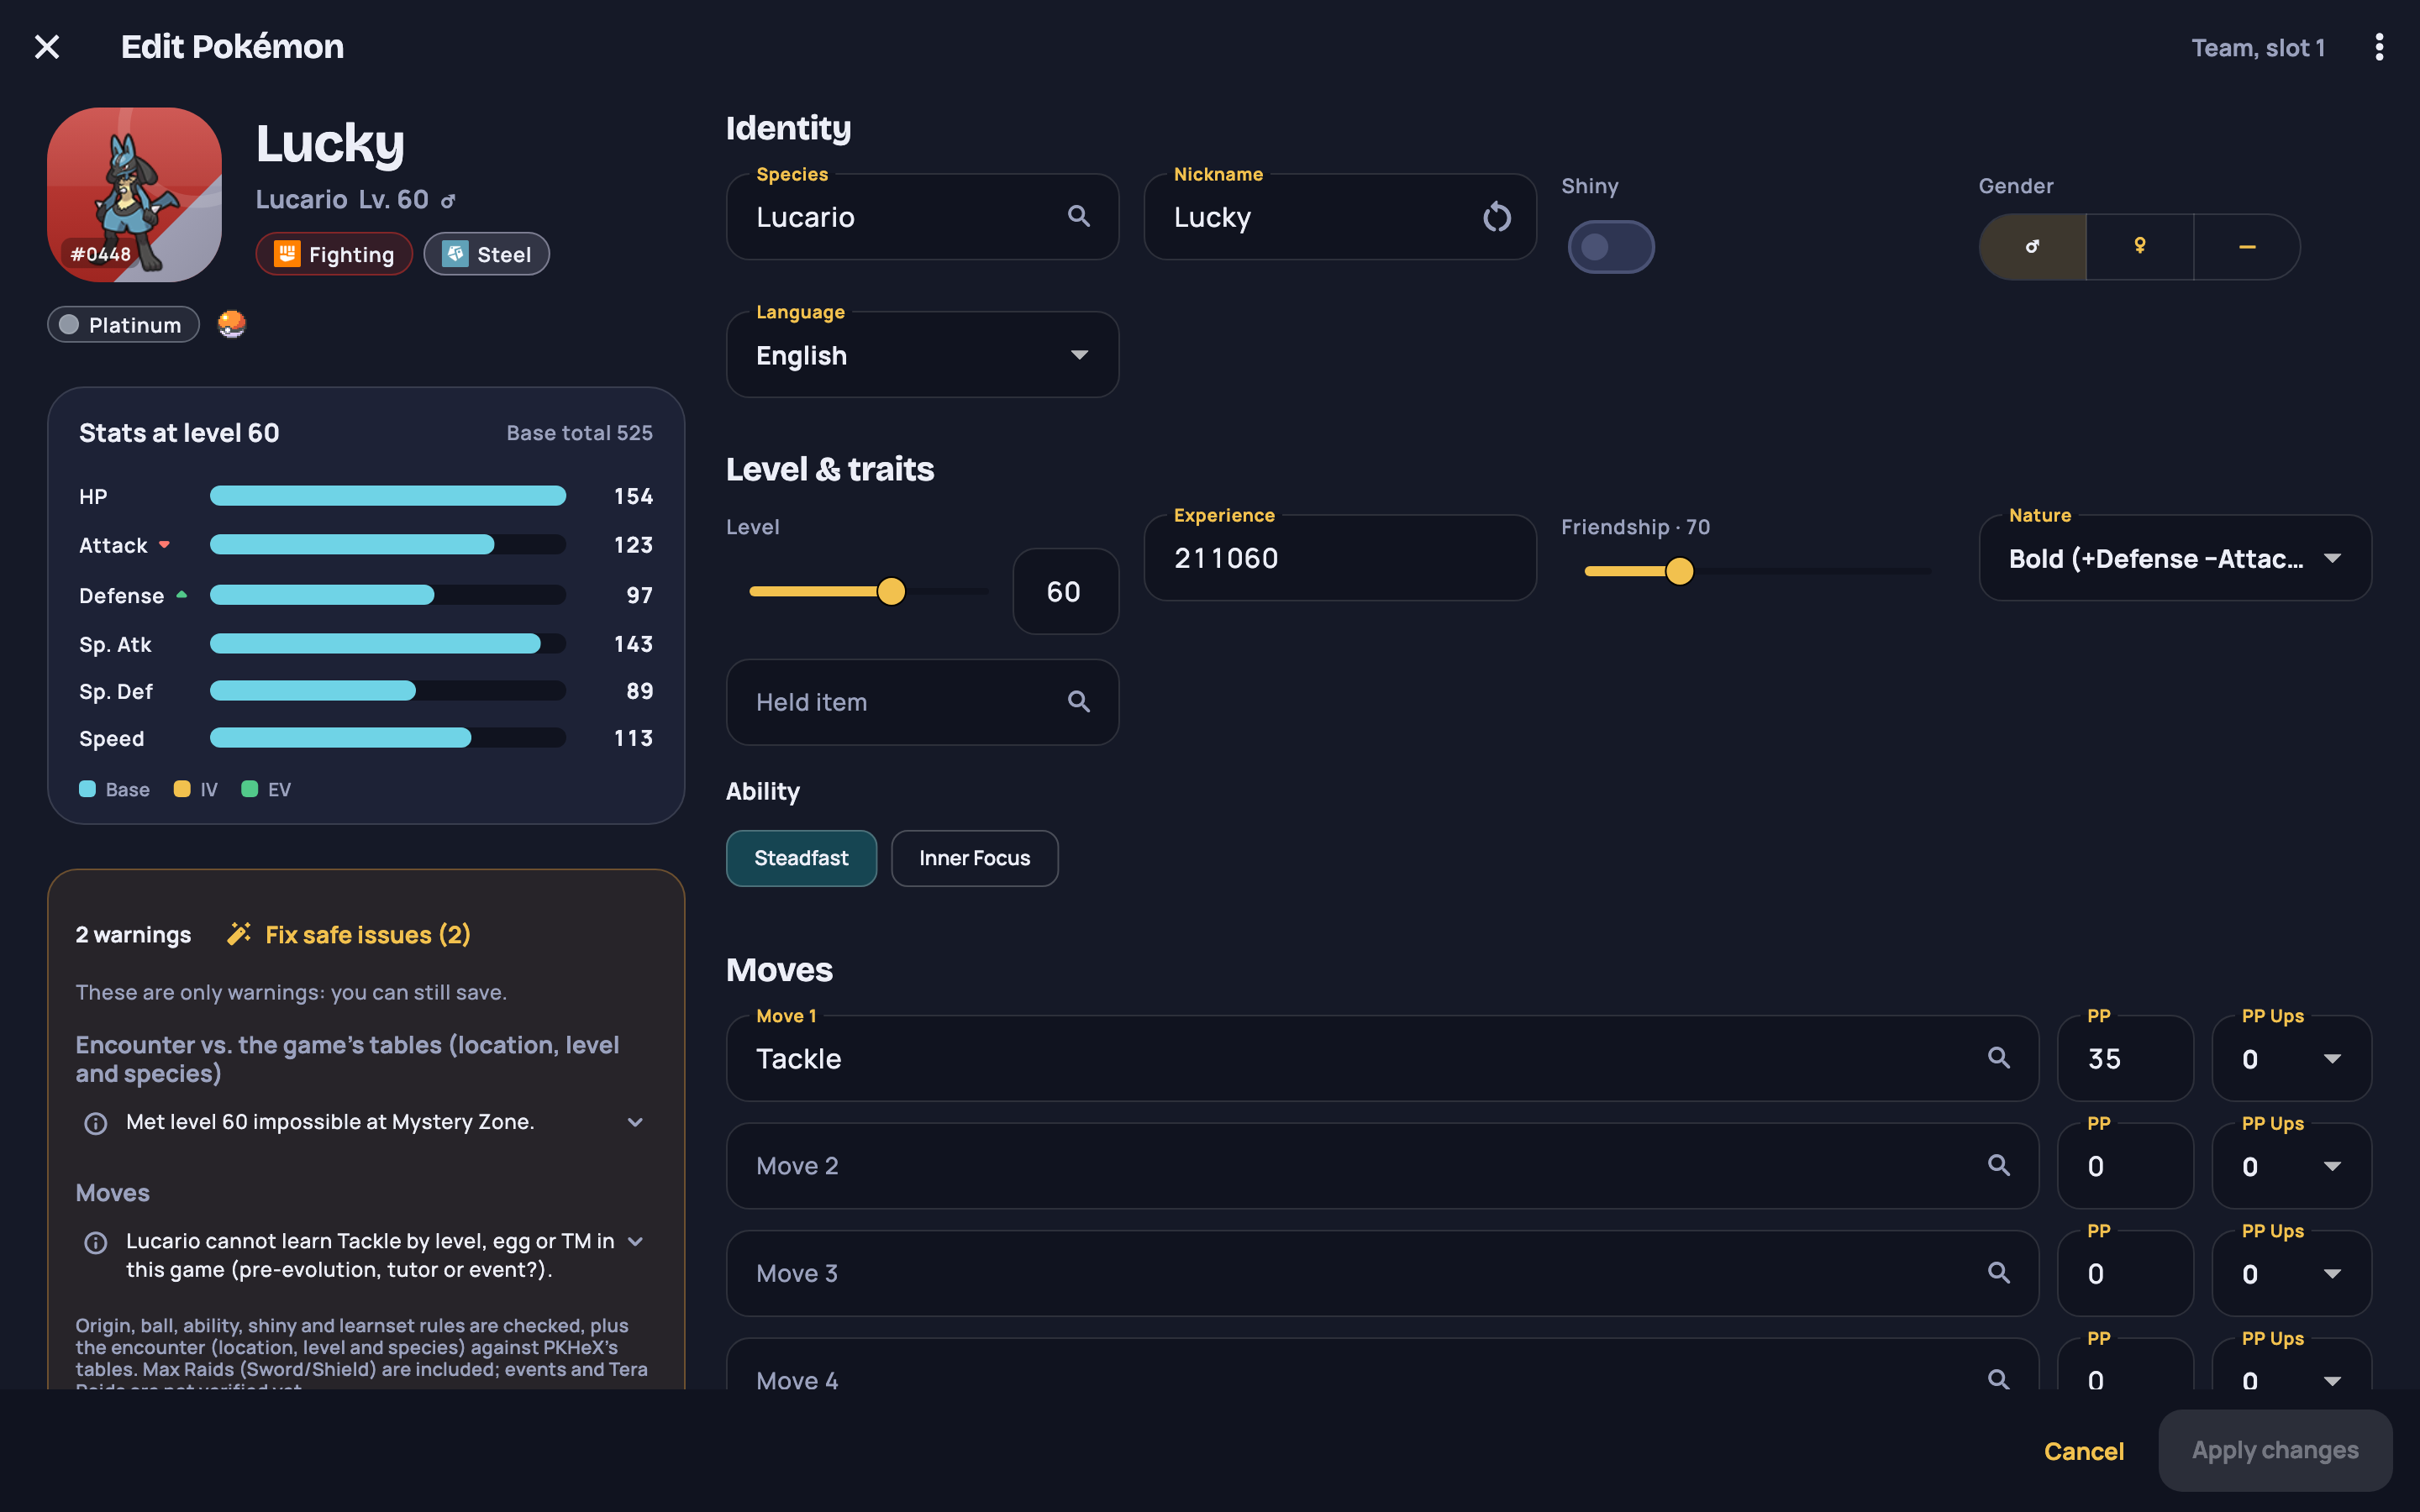 Edit Pokémon
Team, slot 1
#0448
Lucky
Lucario Lv. 60 ♂
Fighting
Steel
Platinum
Stats at level 60
Base total 525
HP 154
Attack 123
Defense 97
Sp. Atk 143
Sp. Def 89
Speed 113
Base IV EV
2 warnings
Fix safe issues (2)
These are only warnings: you can still save.
Encounter vs. the game's tables (location, level
and species)
Met level 60 impossible at Mystery Zone.
Moves
Lucario cannot learn Tackle by level, egg or TM in
this game (pre-evolution, tutor or event?).
Origin, ball, ability, shiny and learnset rules are checked, plus
the encounter (location, level and species) against PKHeX's
tables. Max Raids (Sword/Shield) are included; events and Tera
Identity
Species
Lucario
Nickname
Lucky
Shiny
Gender
♂ ♀ –
Language
English
Level & traits
Level
60
Experience
211060
Friendship · 70
Nature
Bold (+Defense −Attac...
Held item
Ability
Steadfast
Inner Focus
Moves
Move 1
Tackle
PP
35
PP Ups
0
Move 2
PP
0
PP Ups
0
Move 3
PP
0
PP Ups
0
Move 4
PP
0
PP Ups
0
Cancel
Apply changes